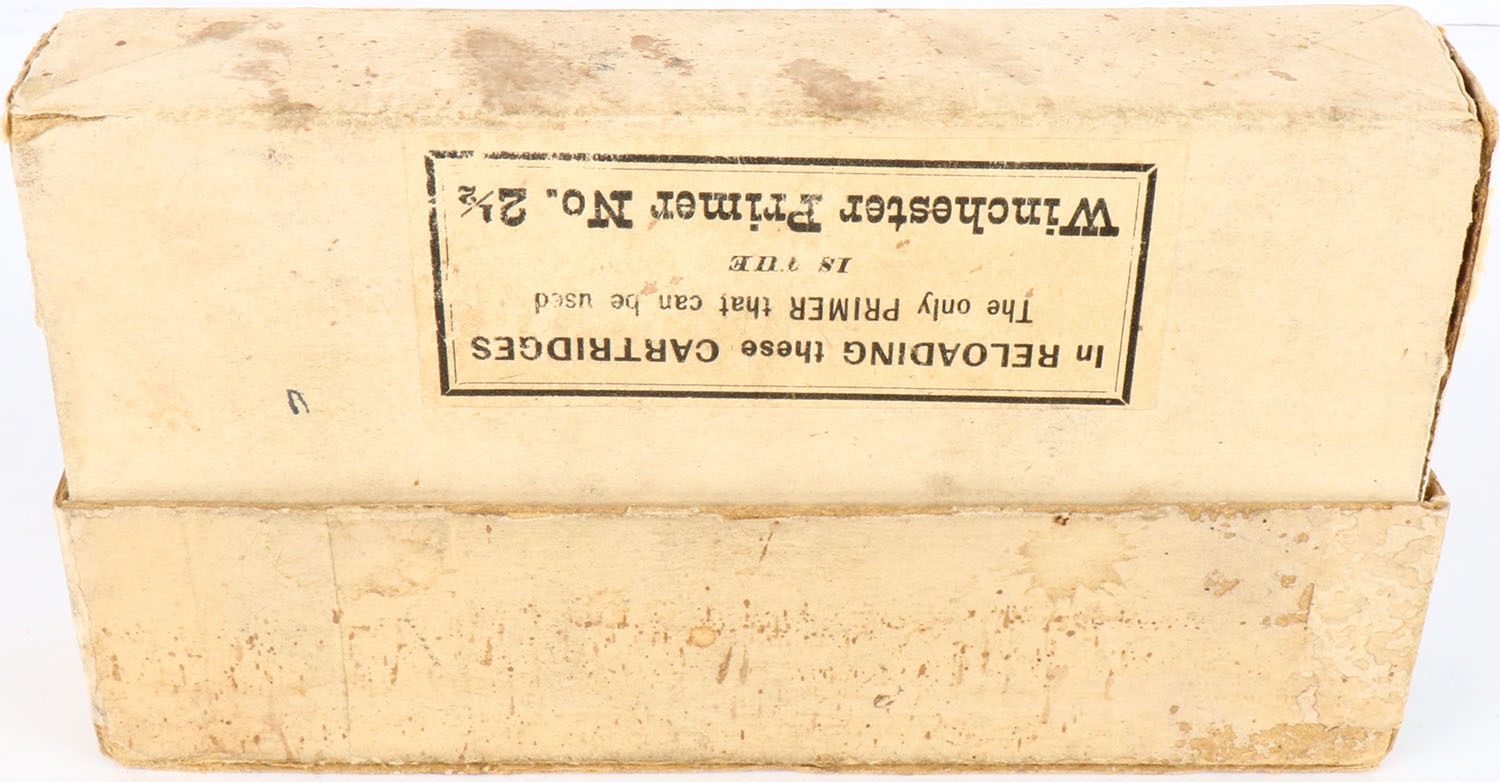 In RELOADING these CARTRIDGES
The only PRIMER that can be used
IS THE
Winchester Primer No. 2½